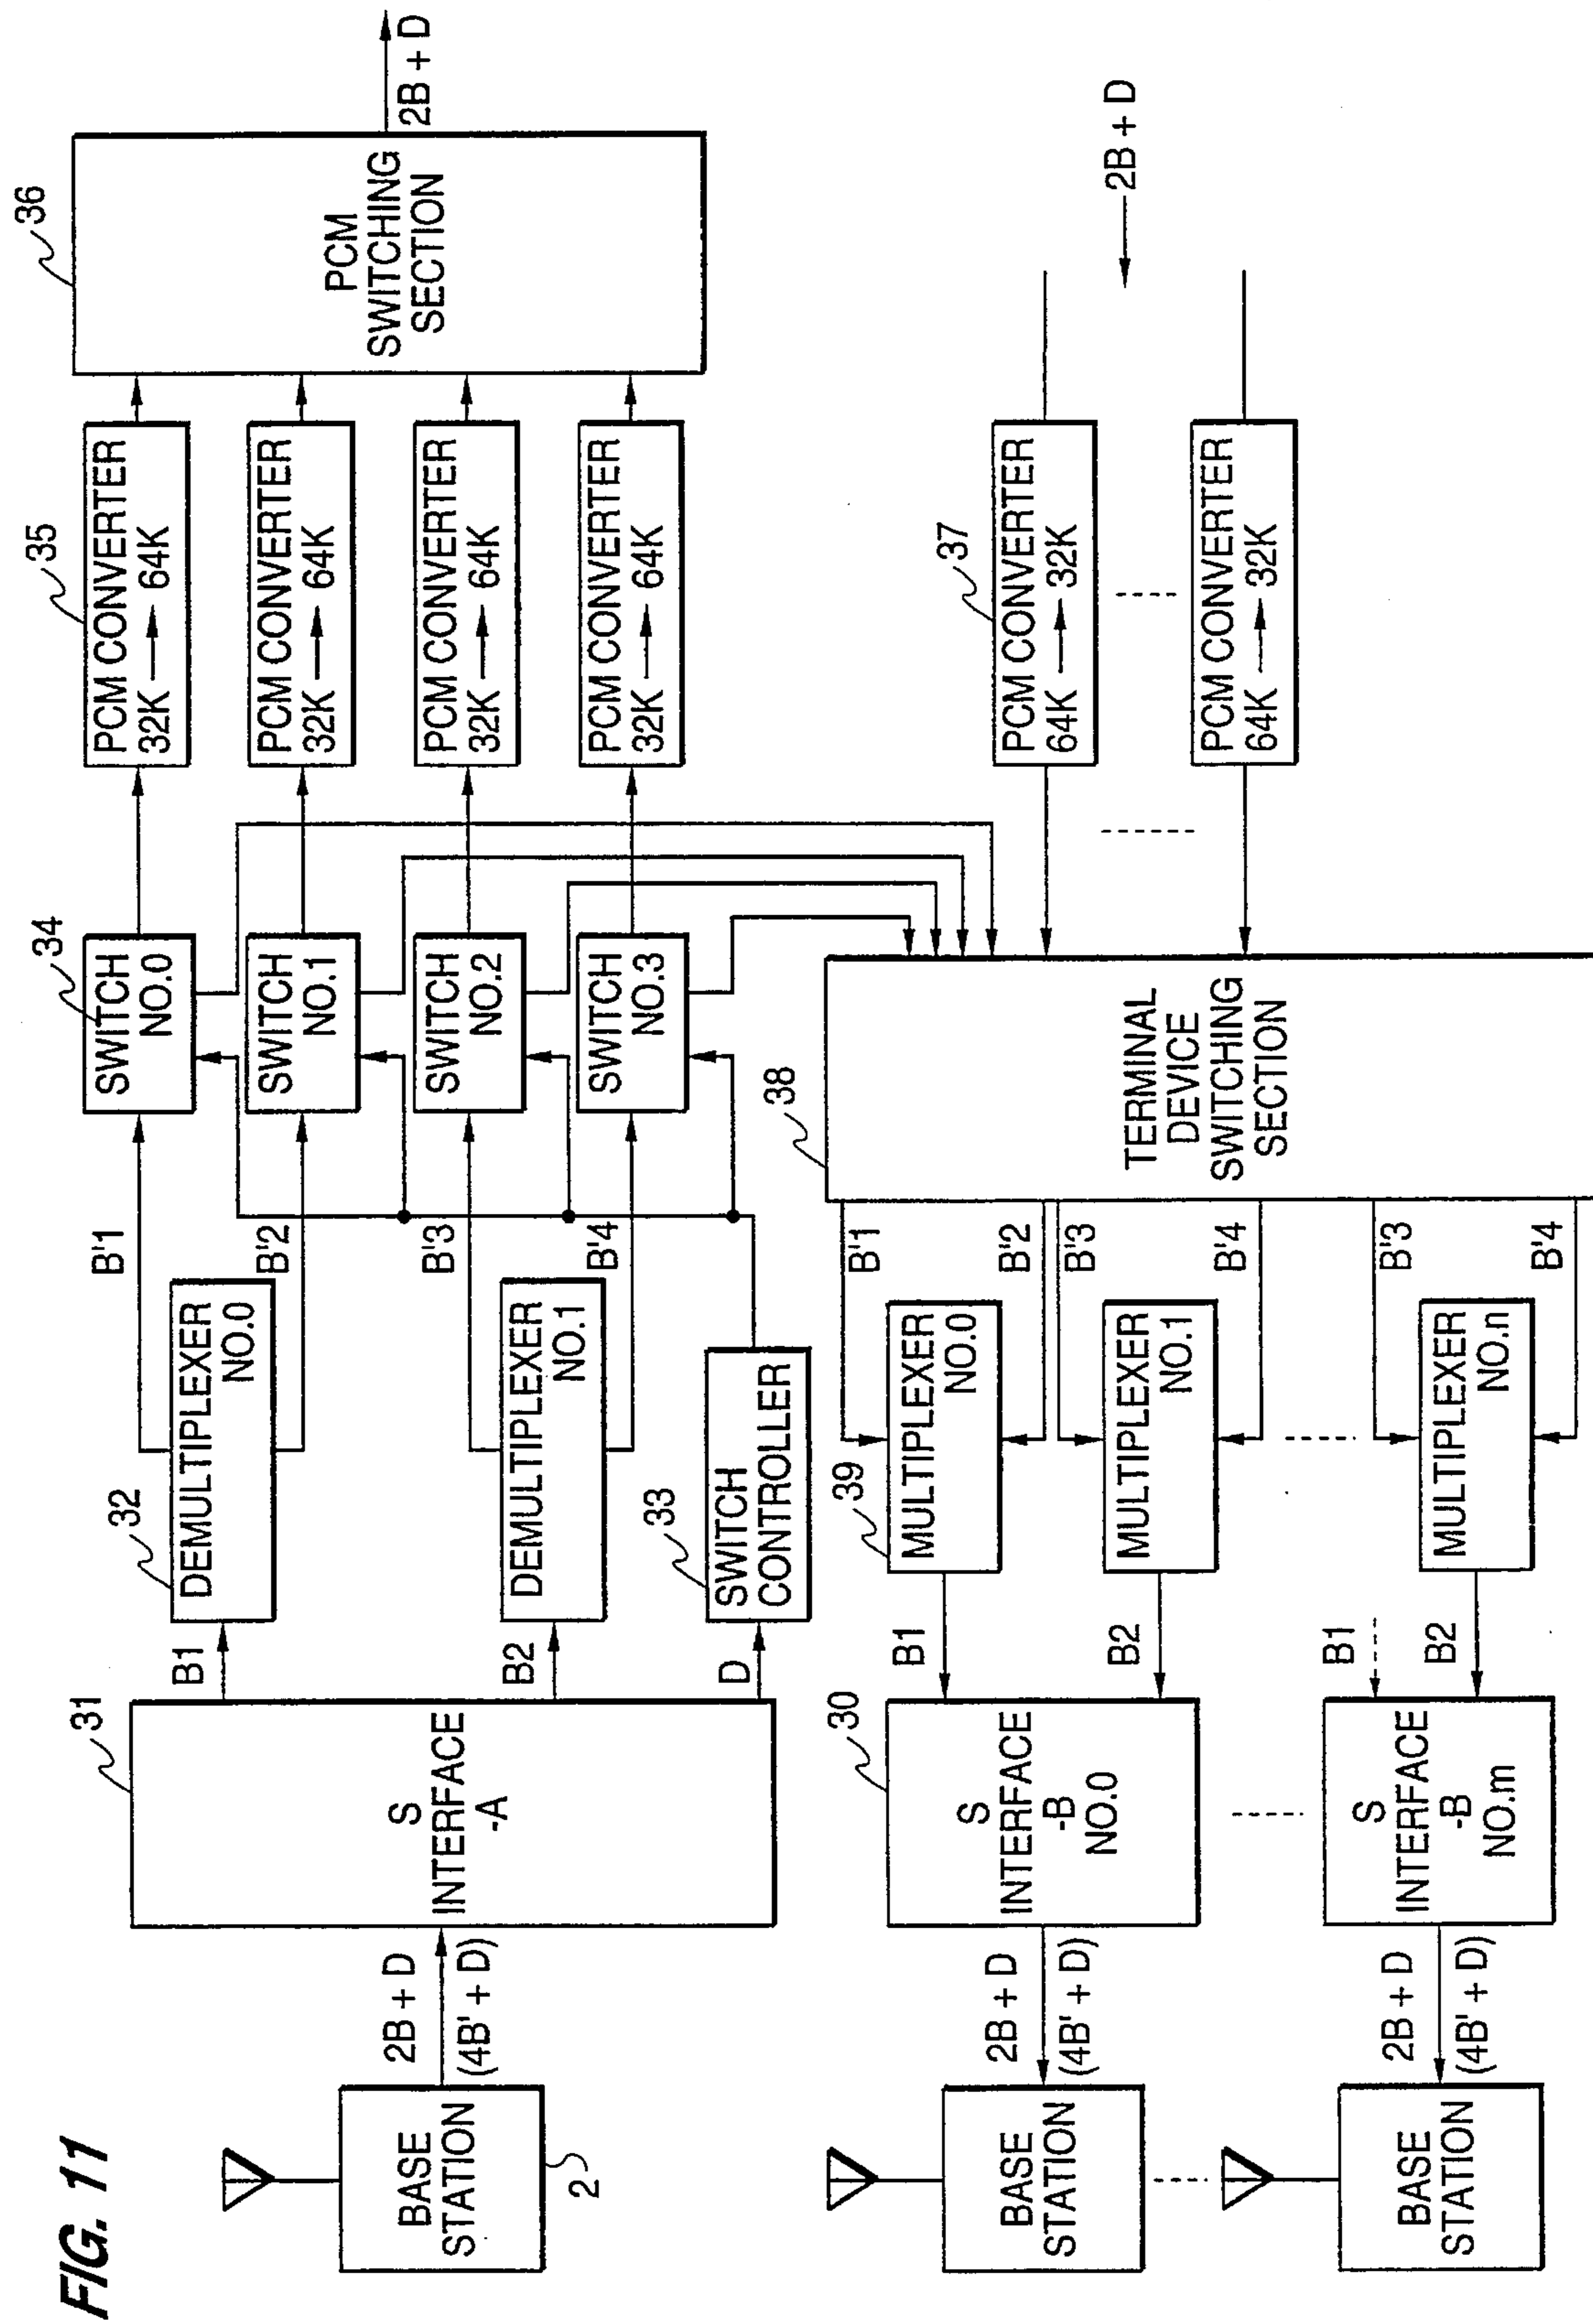 FIG. 11
BASE
STATION
2
2B + D
(4B' + D)
31
S
INTERFACE
-A
B1
B2
D
32
DEMULTIPLEXER
NO.0
DEMULTIPLEXER
NO.1
33
SWITCH
CONTROLLER
B'1
B'2
B'3
B'4
34
SWITCH
NO.0
SWITCH
NO.1
SWITCH
NO.2
SWITCH
NO.3
35
PCM CONVERTER
32K → 64K
PCM CONVERTER
32K → 64K
PCM CONVERTER
32K → 64K
PCM CONVERTER
32K → 64K
36
PCM
SWITCHING
SECTION
2B + D
BASE
STATION
2B + D
(4B' + D)
30
S
INTERFACE
-B
NO.0
B1
B2
39
MULTIPLEXER
NO.0
MULTIPLEXER
NO.1
B'1
B'2
B'3
B'4
38
TERMINAL
DEVICE
SWITCHING
SECTION
37
PCM CONVERTER
64K → 32K
PCM CONVERTER
64K → 32K
2B + D
BASE
STATION
2B + D
(4B' + D)
S
INTERFACE
-B
NO.m
B1
B2
MULTIPLEXER
NO.n
B'3
B'4